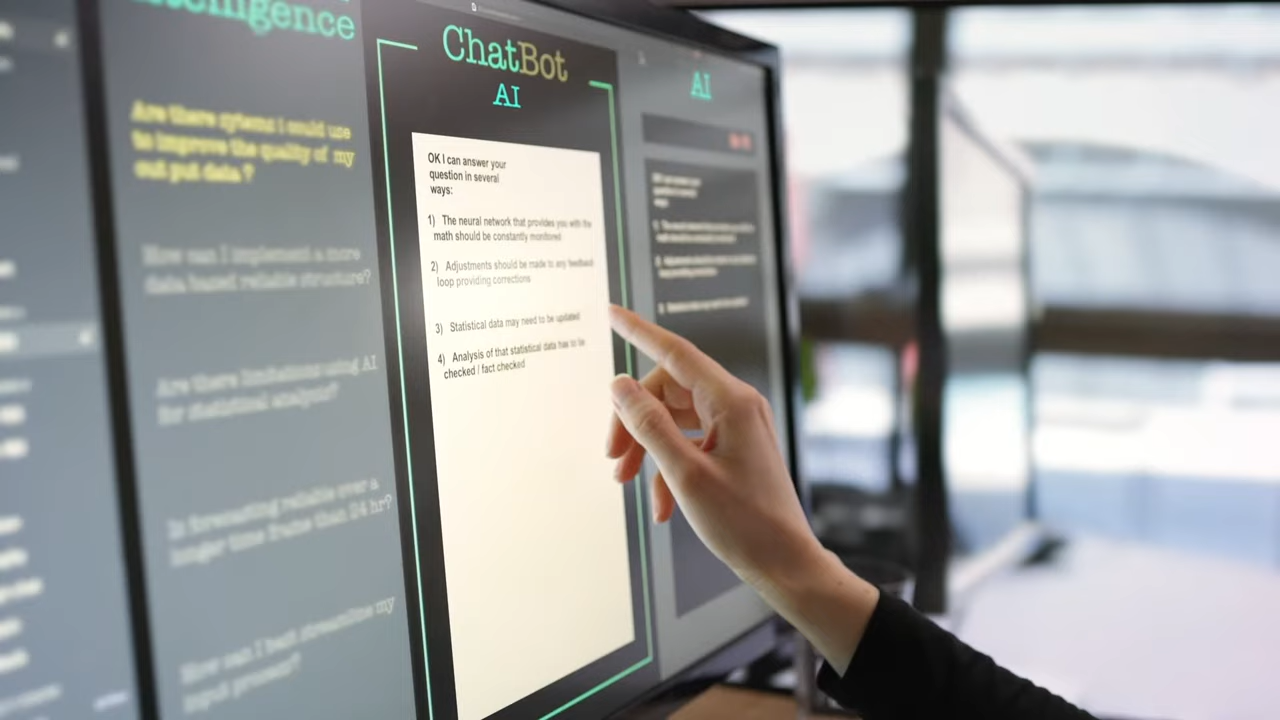 ntelligence
Are there sytems i could use
to improve the quality of my
out put data ?
How can I implement a more
data based reliable structure?
Are there limitations using AI
for statistical analysis?
Is forecasting reliable over a
longer time frame than 24 hr?
How can I best streamline my
input process?
ChatBot
AI
OK I can answer your
question in several
ways:
1) The neural network that provides you with the
math should be constantly monitored
2) Adjustments should be made to any feedback
loop providing corrections
3) Statistical data may need to be updated
4) Analysis of that statistical data has to be
checked / fact checked
AI